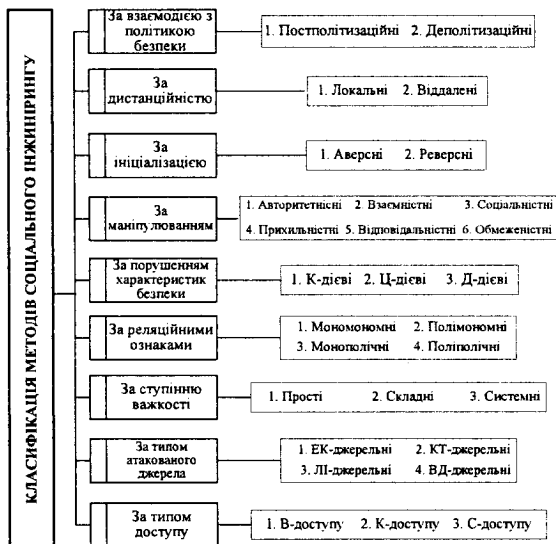 КЛАСИФІКАЦІЯ МЕТОДІВ СОЦІАЛЬНОГО ІНЖИНІРИНГУ
За взаємодією з
політикою
безпеки
1. Постполітизаційні 2. Деполітизаційні
За
дистанційністю
1. Локальні 2. Віддалені
За
ініціалізацією
1. Аверсні 2. Реверсні
За
маніпулюванням
1. Авторитетнісні 2 Взаємністні 3. Соціальністні
4. Прихильністні 5. Відповідальністні 6. Обмеженістні
За порушенням
характеристик
безпеки
1. К-дієві 2. Ц-дієві 3. Д-дієві
За реляційними
ознаками
1. Мономономні 2. Полімономні
3. Монополічні 4. Поліполічні
За ступінню
важкості
1. Прості 2. Складні 3. Системні
За типом
атакованого
джерела
1. ЕК-джерельні 2. КТ-джерельні
3. ЛІ-джерельні 4. ВД-джерельні
За типом
доступу
1. В-доступу 2. К-доступу 3. С-доступу